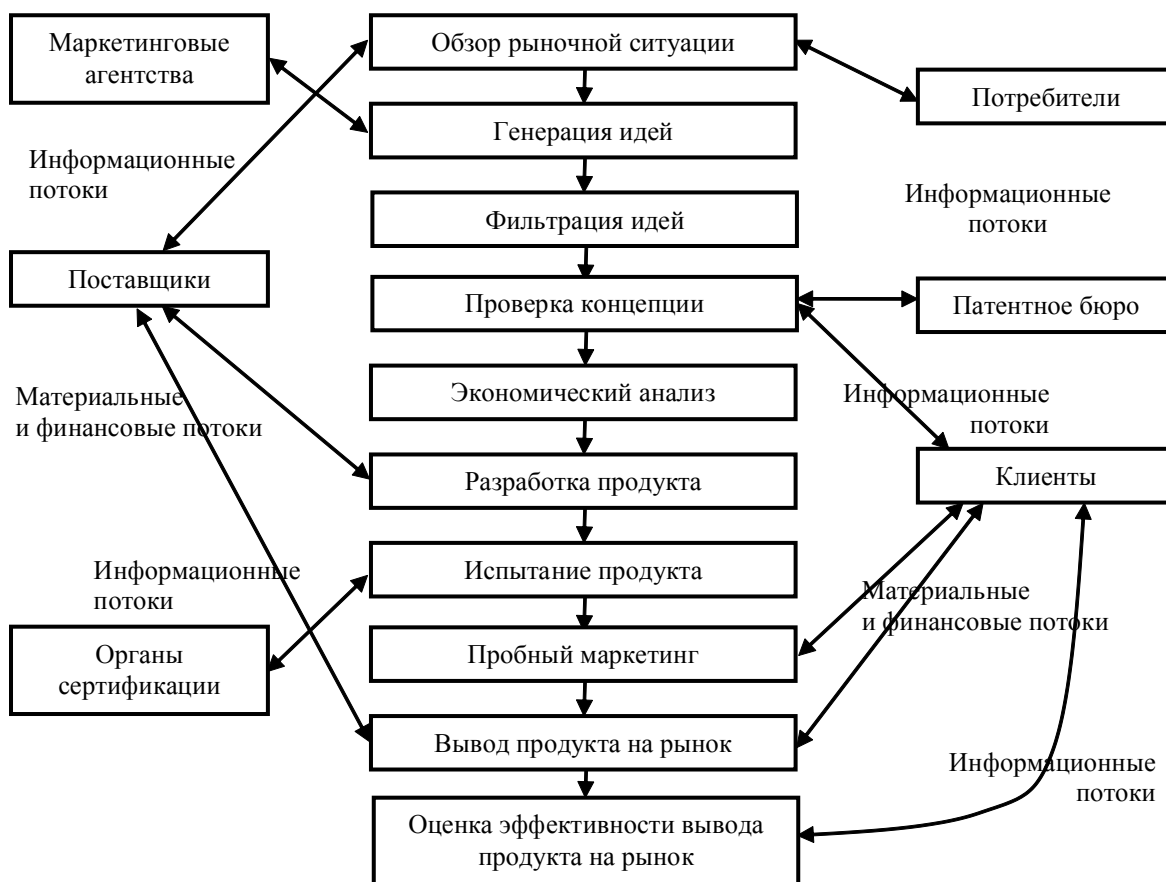 Маркетинговые
агентства
Обзор рыночной ситуации
Потребители
Генерация идей
Информационные
потоки
Фильтрация идей
Информационные
потоки
Поставщики
Проверка концепции
Патентное бюро
Материальные
и финансовые потоки
Экономический анализ
Информационные
потоки
Разработка продукта
Клиенты
Информационные
потоки
Испытание продукта
Материальные
и финансовые потоки
Органы
сертификации
Пробный маркетинг
Вывод продукта на рынок
Информационные
потоки
Оценка эффективности вывода
продукта на рынок